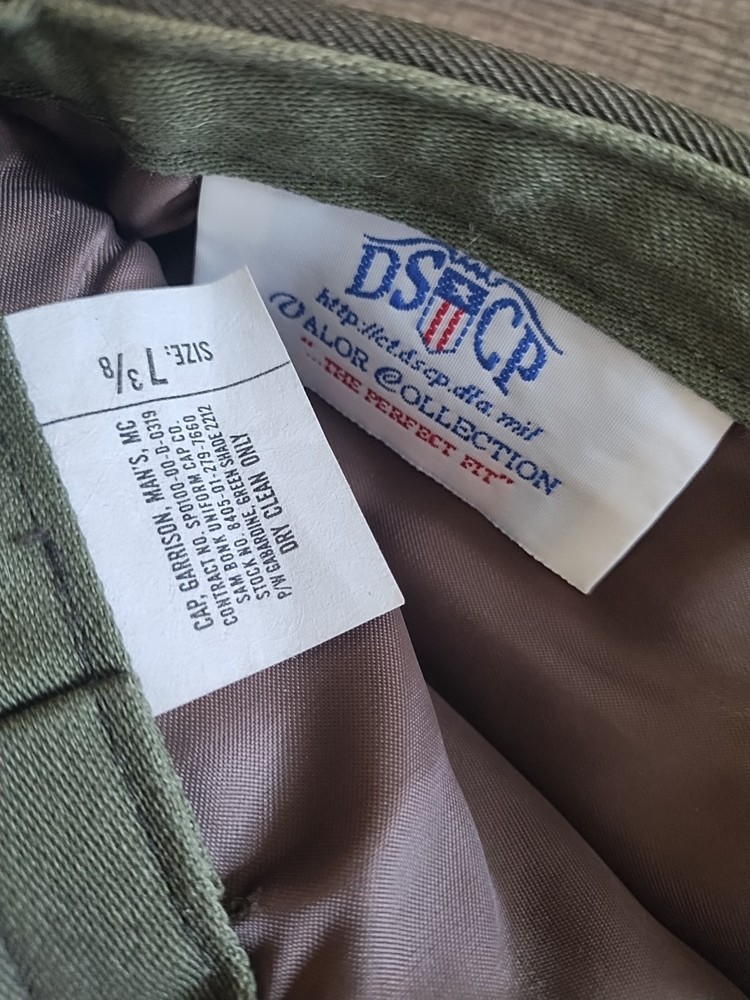 DSCP
http://ct.dscp.dla.mil
VALOR COLLECTION
"...THE PERFECT FIT"
SIZE: 7 3/8
CAP, GARRISON, MAN'S, MC
CONTRACT NO. SP0100-00-D-0319
SAM BONK UNIFORM CAP CO.
STOCK NO. 8405-01-279-7660
P/W GABARDINE, GREEN SHADE 2212
DRY CLEAN ONLY